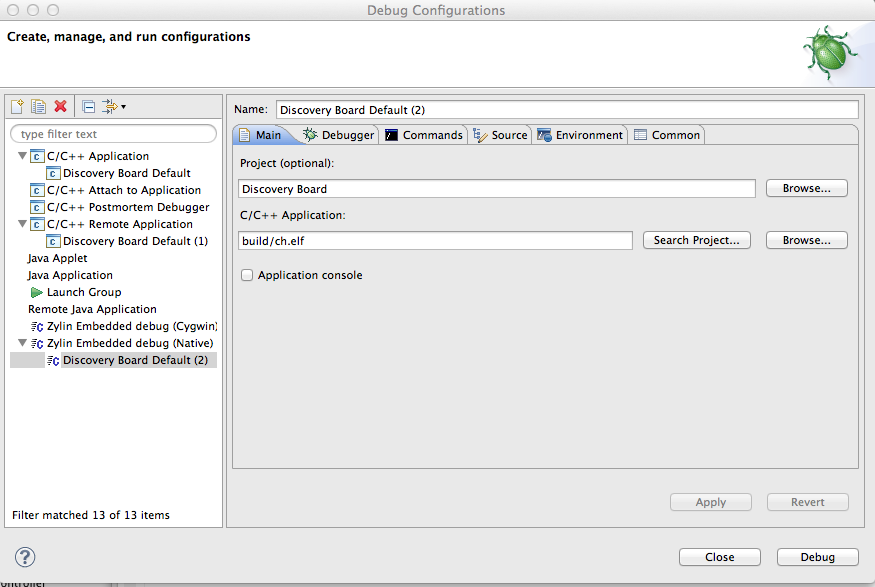 Debug Configurations
Create, manage, and run configurations
type filter text
C/C++ Application
Discovery Board Default
C/C++ Attach to Application
C/C++ Postmortem Debugger
C/C++ Remote Application
Discovery Board Default (1)
Java Applet
Java Application
Launch Group
Remote Java Application
Zylin Embedded debug (Cygwin)
Zylin Embedded debug (Native)
Discovery Board Default (2)
Filter matched 13 of 13 items
Name: Discovery Board Default (2)
Main Debugger Commands Source Environment Common
Project (optional):
Discovery Board Browse...
C/C++ Application:
build/ch.elf Search Project... Browse...
Application console
Apply Revert
? Close Debug